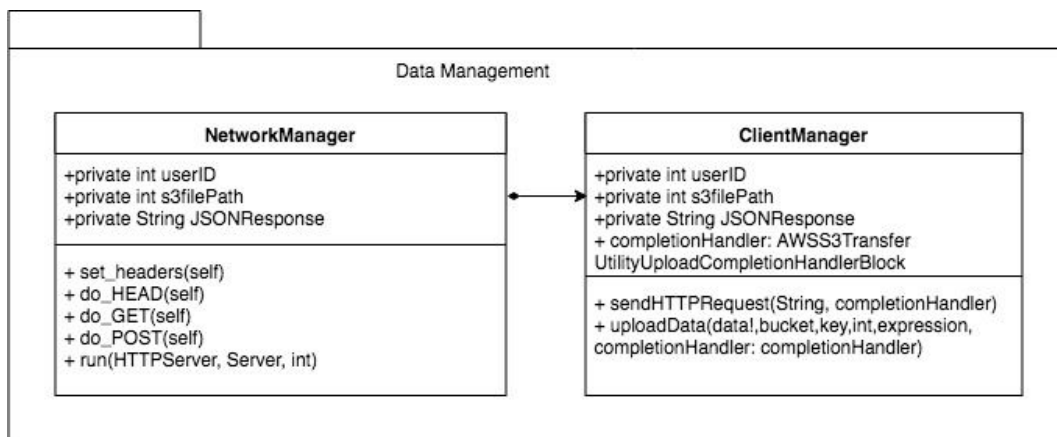 Data Management
NetworkManager
+private int userID
+private int s3filePath
+private String JSONResponse
+ set_headers(self)
+ do_HEAD(self)
+ do_GET(self)
+ do_POST(self)
+ run(HTTPServer, Server, int)
ClientManager
+private int userID
+private int s3filePath
+private String JSONResponse
+ completionHandler: AWSS3Transfer
UtilityUploadCompletionHandlerBlock
+ sendHTTPRequest(String, completionHandler)
+ uploadData(data!,bucket,key,int,expression,
completionHandler: completionHandler)